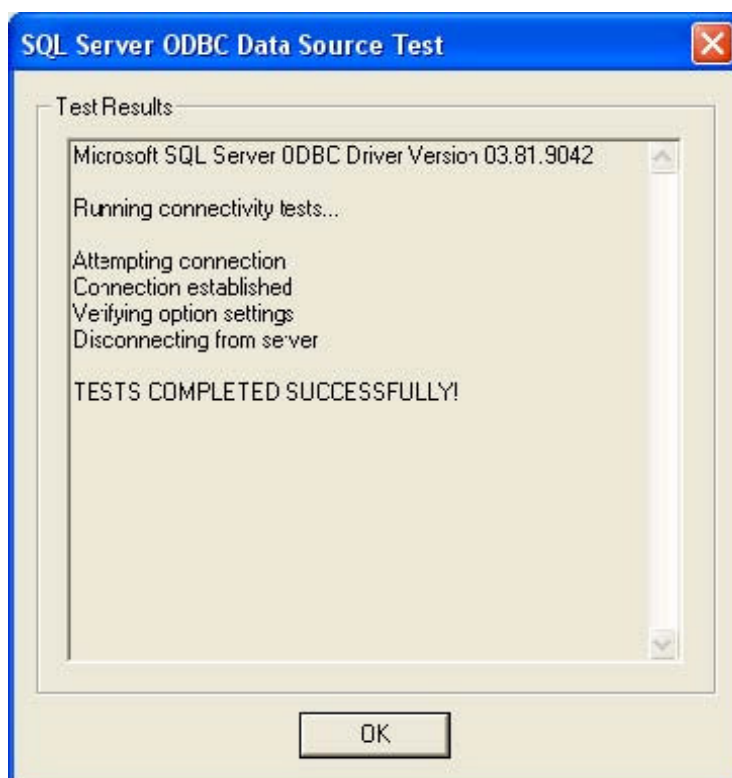 SQL Server ODBC Data Source Test
Test Results
Microsoft SQL Server ODBC Driver Version 03.81.9042
Running connectivity tests...
Attempting connection
Connection established
Verifying option settings
Disconnecting from server
TESTS COMPLETED SUCCESSFULLY!
OK